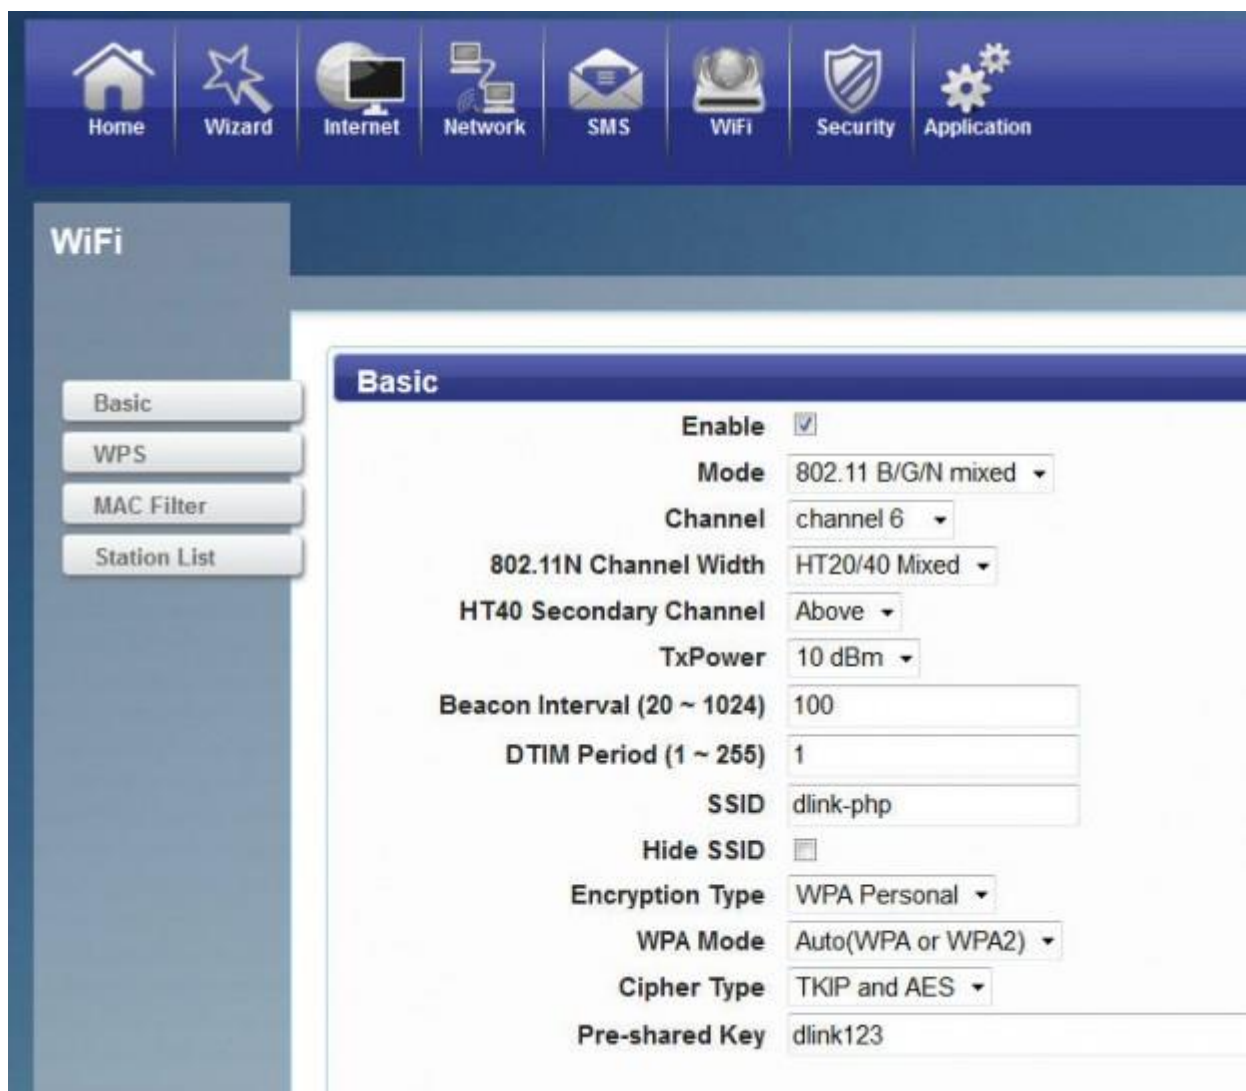 Home Wizard Internet Network SMS WiFi Security Application
WiFi
Basic
WPS
MAC Filter
Station List
Basic
Enable
Mode 802.11 B/G/N mixed
Channel channel 6
802.11N Channel Width HT20/40 Mixed
HT40 Secondary Channel Above
TxPower 10 dBm
Beacon Interval (20 ~ 1024) 100
DTIM Period (1 ~ 255) 1
SSID dlink-php
Hide SSID
Encryption Type WPA Personal
WPA Mode Auto(WPA or WPA2)
Cipher Type TKIP and AES
Pre-shared Key dlink123